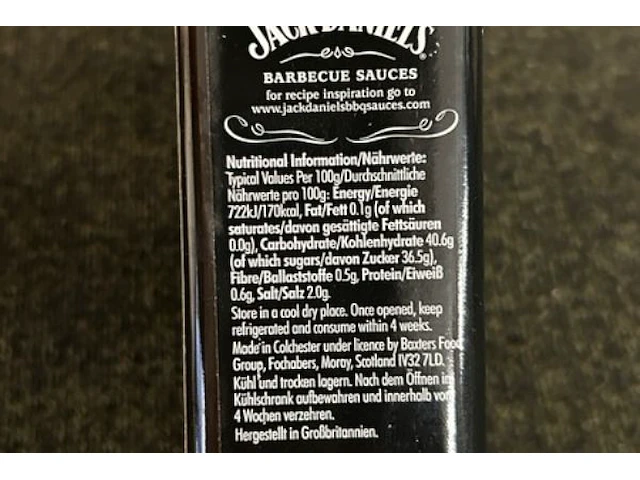 JACK DANIEL'S
BARBECUE SAUCES
for recipe inspiration go to
www.jackdanielsbbqsauces.com
Nutritional Information/Nährwerte:
Typical Values Per 100g/Durchschnittliche
Nährwerte pro 100g: Energy/Energie
722kJ/170kcal, Fat/Fett 0.1g (of which
saturates/davon gesättigte Fettsäuren
0.0g), Carbohydrate/Kohlenhydrate 40.6g
(of which sugars/davon Zucker 36.5g),
Fibre/Ballaststoffe 0.5g, Protein/Eiweiß
0.6g, Salt/Salz 2.0g.
Store in a cool dry place. Once opened, keep
refrigerated and consume within 4 weeks.
Made in Colchester under licence by Baxters Food
Group, Fochabers, Moray, Scotland IV32 7LD.
Kühl und trocken lagern. Nach dem Öffnen im
Kühlschrank aufbewahren und innerhalb von
4 Wochen verzehren.
Hergestellt in Großbritannien.